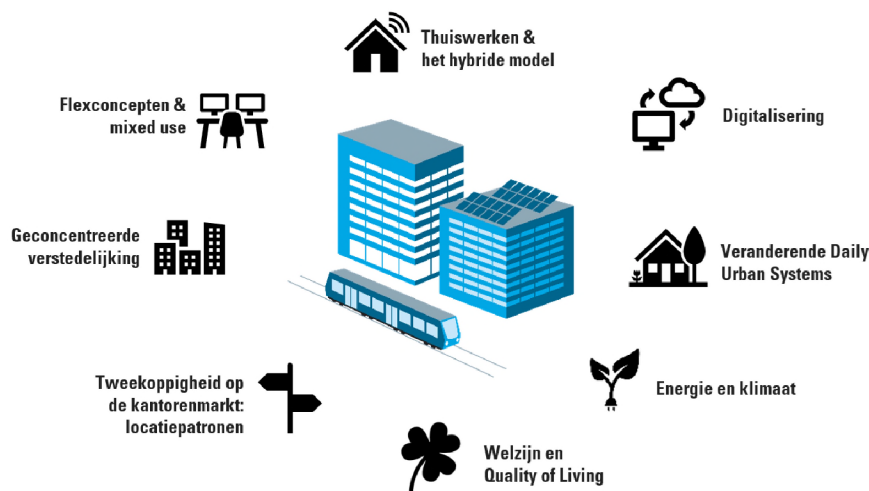 Thuiswerken &
het hybride model
Flexconcepten &
mixed use
Digitalisering
Geconcentreerde
verstedelijking
Veranderende Daily
Urban Systems
Tweekoppigheid op
de kantorenmarkt:
locatiepatronen
Energie en klimaat
Welzijn en
Quality of Living